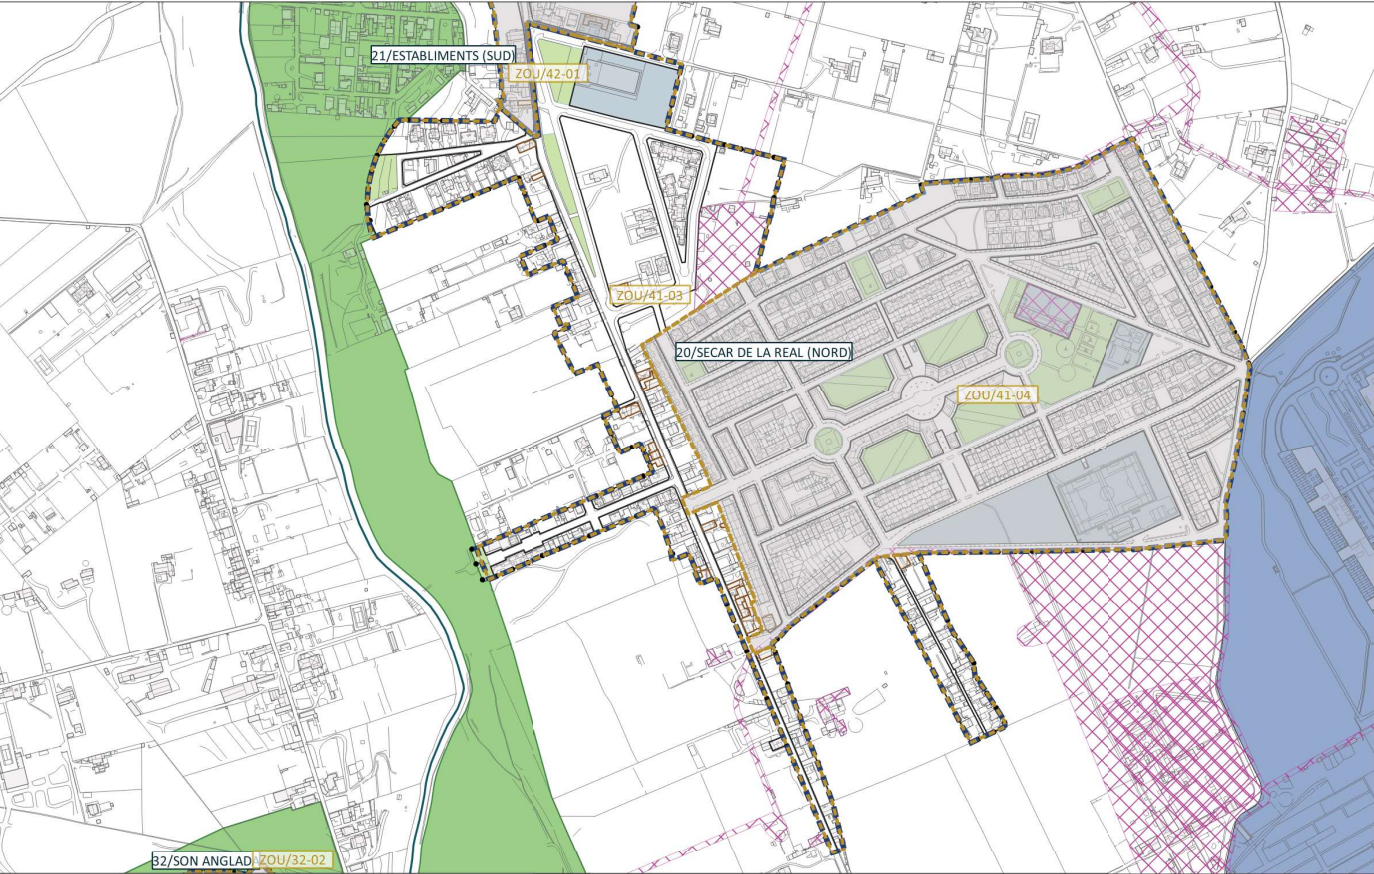 21/ESTABLIMENTS (SUD)
ZOU/42-01
ZOU/41-03
20/SECAR DE LA REAL (NORD)
ZOU/41-04
32/SON ANGLAD
ZOU/32-02